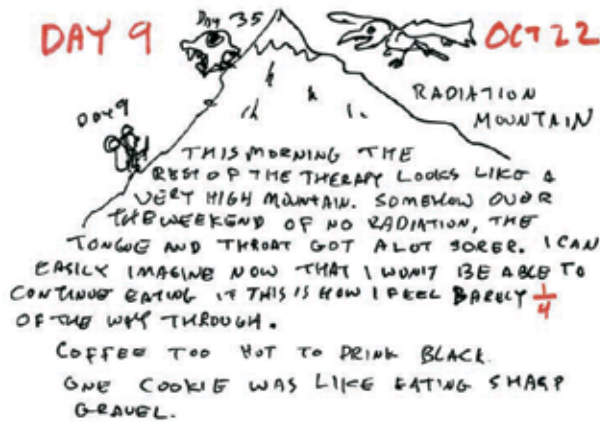 DAY 9
DAY 35
OCT 22
RADIATION
MOUNTAIN
DAY 9
THIS MORNING THE
REST OF THE THERAPY LOOKS LIKE A
VERY HIGH MOUNTAIN. SOMEHOW OVER
THE WEEKEND OF NO RADIATION, THE
TONGUE AND THROAT GOT A LOT SORER. I CAN
EASILY IMAGINE NOW THAT I WON'T BE ABLE TO
CONTINUE EATING IF THIS IS HOW I FEEL BARELY 1/4
OF THE WAY THROUGH.
COFFEE TOO HOT TO DRINK BLACK.
ONE COOKIE WAS LIKE EATING SHARP
GRAVEL.